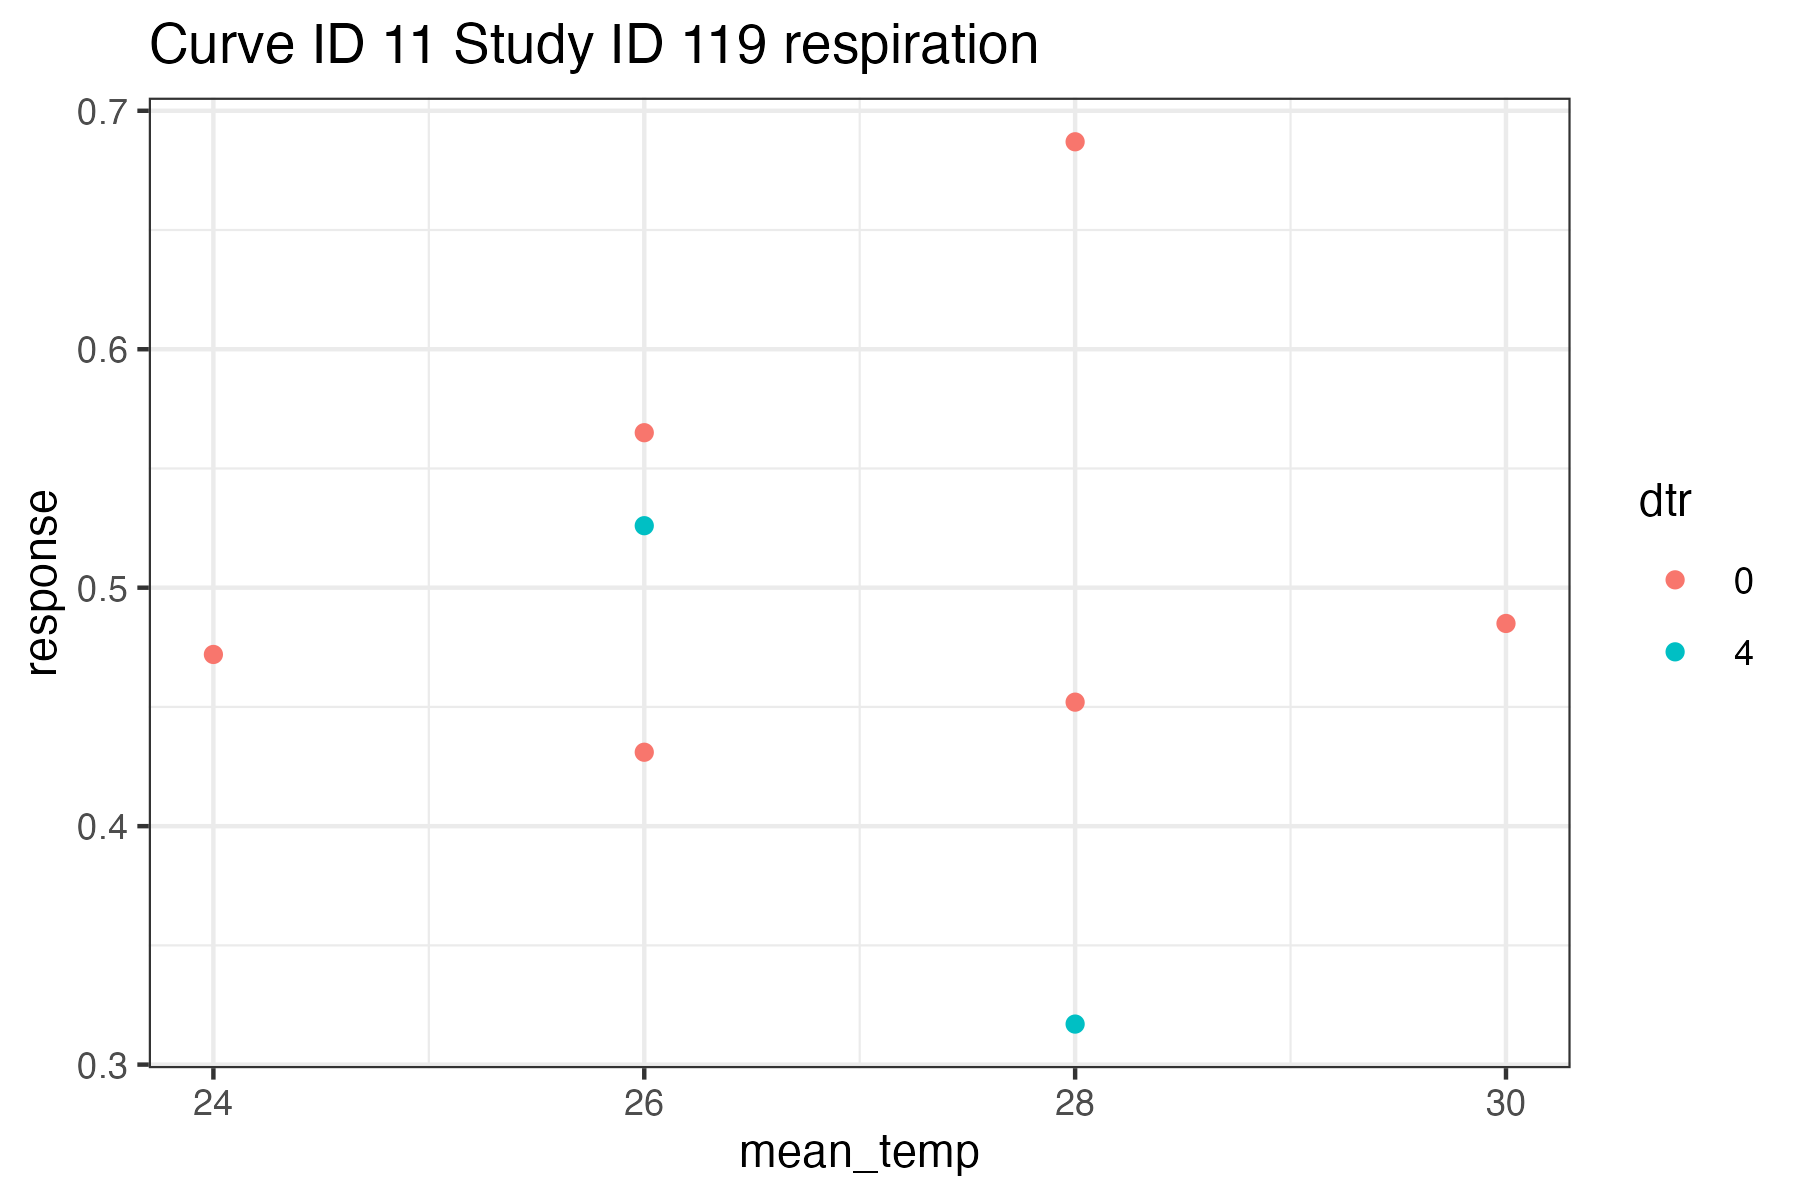 Curve ID 11 Study ID 119 respiration
0.7
0.6
0.5
0.4
0.3
response
24
26
28
30
mean_temp
dtr
0
4